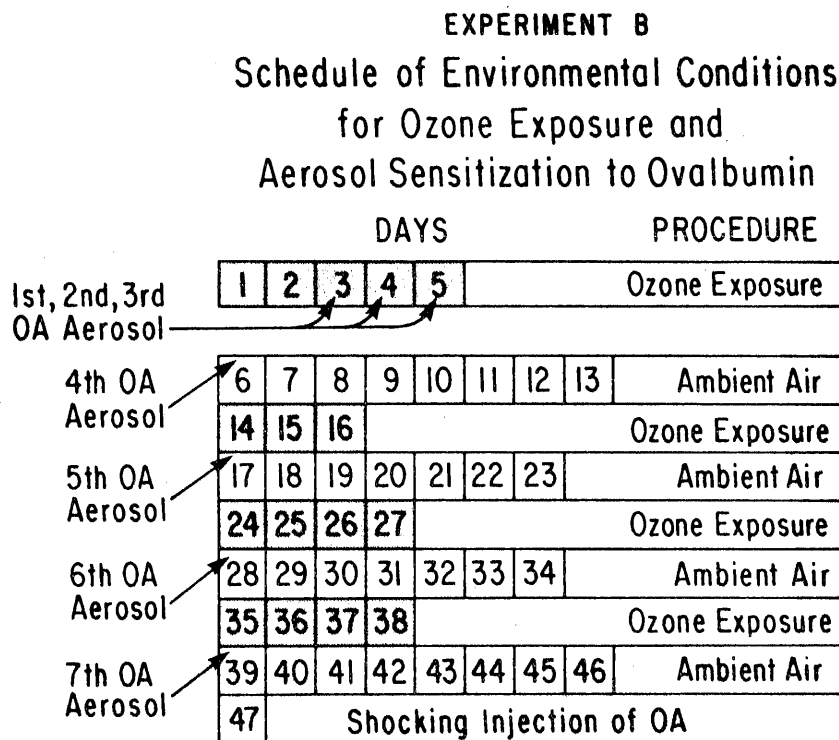 EXPERIMENT B
Schedule of Environmental Conditions
for Ozone Exposure and
Aerosol Sensitization to Ovalbumin
DAYS PROCEDURE
1st, 2nd, 3rd
OA Aerosol
1 2 3 4 5 Ozone Exposure
4th OA
Aerosol
6 7 8 9 10 11 12 13 Ambient Air
14 15 16 Ozone Exposure
5th OA
Aerosol
17 18 19 20 21 22 23 Ambient Air
24 25 26 27 Ozone Exposure
6th OA
Aerosol
28 29 30 31 32 33 34 Ambient Air
35 36 37 38 Ozone Exposure
7th OA
Aerosol
39 40 41 42 43 44 45 46 Ambient Air
47 Shocking Injection of OA